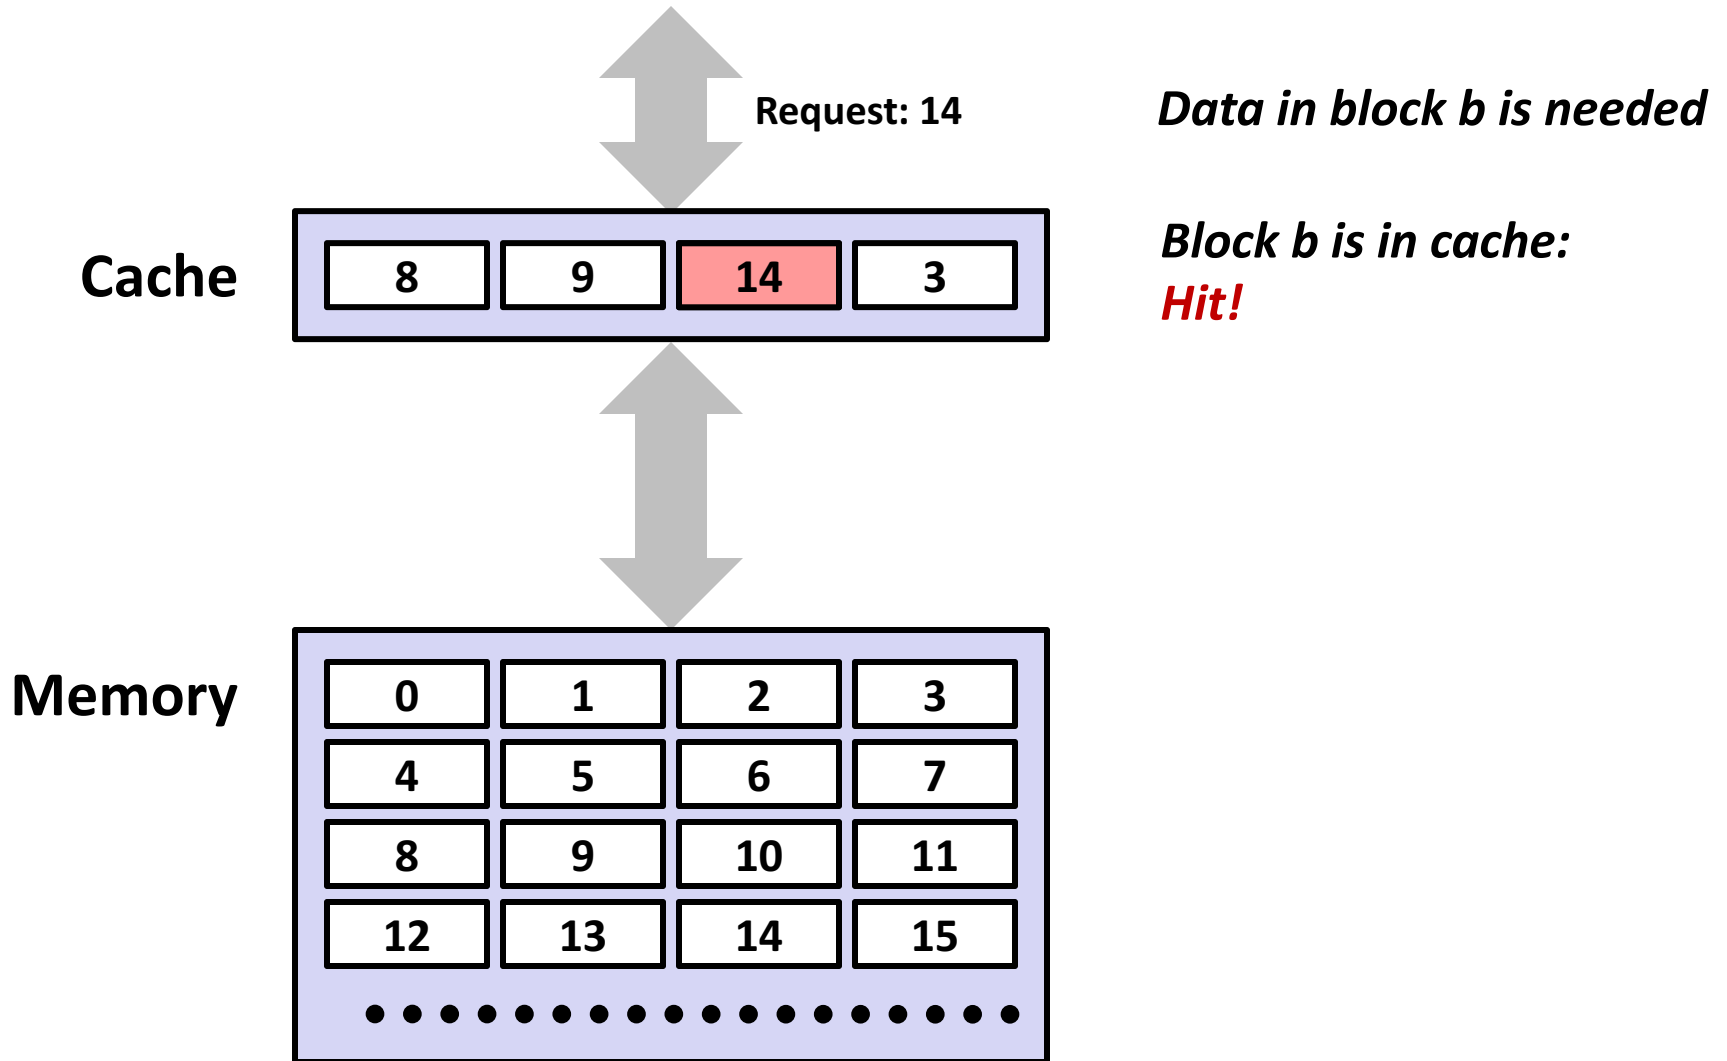 Request: 14
Data in block b is needed
Cache
8 9 14 3
Block b is in cache:
Hit!
Memory
0 1 2 3
4 5 6 7
8 9 10 11
12 13 14 15